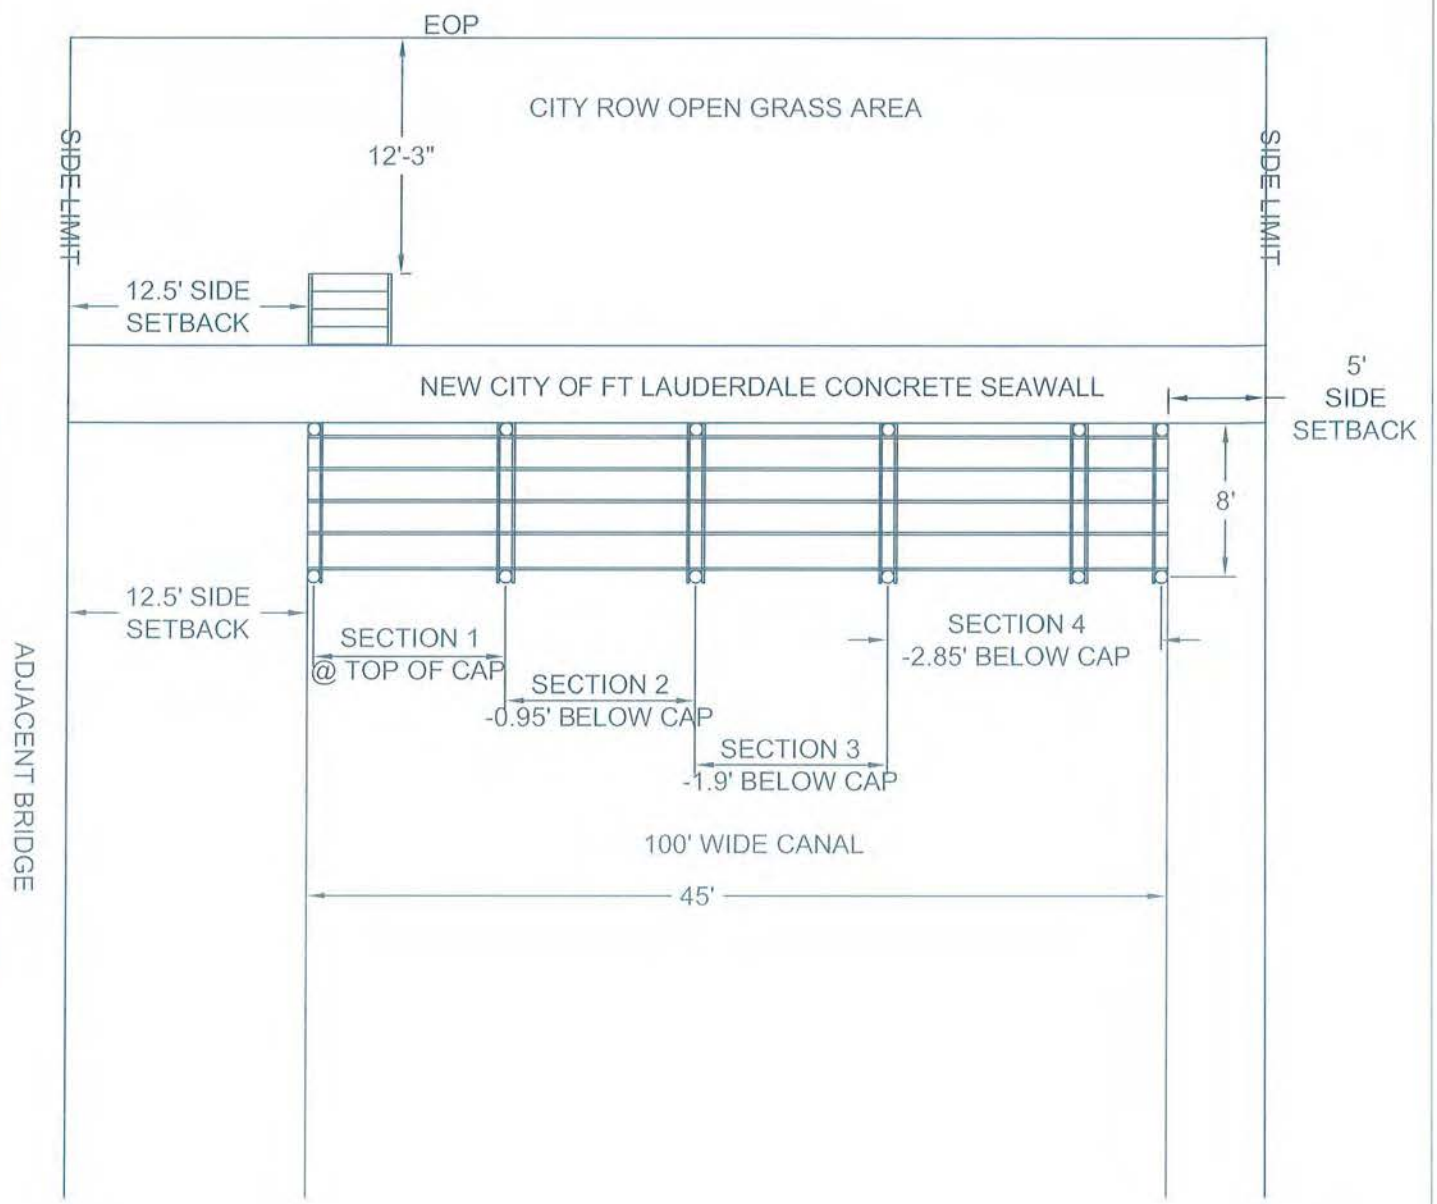 EOP
CITY ROW OPEN GRASS AREA
12'-3"
SIDE LIMIT
SIDE LIMIT
12.5' SIDE
SETBACK
NEW CITY OF FT LAUDERDALE CONCRETE SEAWALL
5'
SIDE
SETBACK
8'
12.5' SIDE
SETBACK
SECTION 1
@ TOP OF CAP
SECTION 2
-0.95' BELOW CAP
SECTION 3
-1.9' BELOW CAP
SECTION 4
-2.85' BELOW CAP
ADJACENT BRIDGE
100' WIDE CANAL
45'